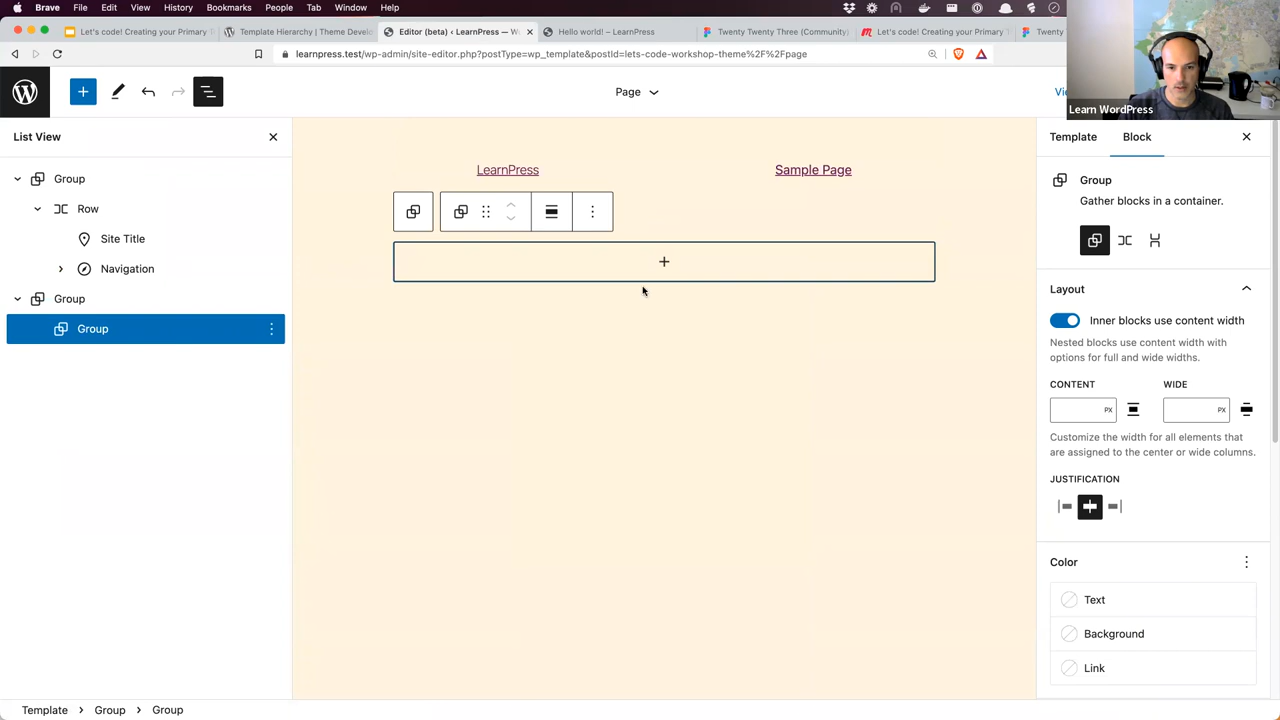 Brave File Edit View History Bookmarks People Tab Window Help
Let's code! Creating your Primary
Template Hierarchy | Theme Develo
Editor (beta) ‹ LearnPress — W
Hello world! – LearnPress
Twenty Twenty Three (Community)
Let's code! Creating your Primary T
Twenty
learnpress.test/wp-admin/site-editor.php?postType=wp_template&postId=lets-code-workshop-theme%2F%2Fpage
Page
Vie
Learn WordPress
List View
Group
Row
Site Title
Navigation
Group
Group
LearnPress
Sample Page
Template
Block
Group
Gather blocks in a container.
Layout
Inner blocks use content width
Nested blocks use content width with
options for full and wide widths.
CONTENT
WIDE
PX
PX
Customize the width for all elements that
are assigned to the center or wide columns.
JUSTIFICATION
Color
Text
Background
Link
Template > Group > Group